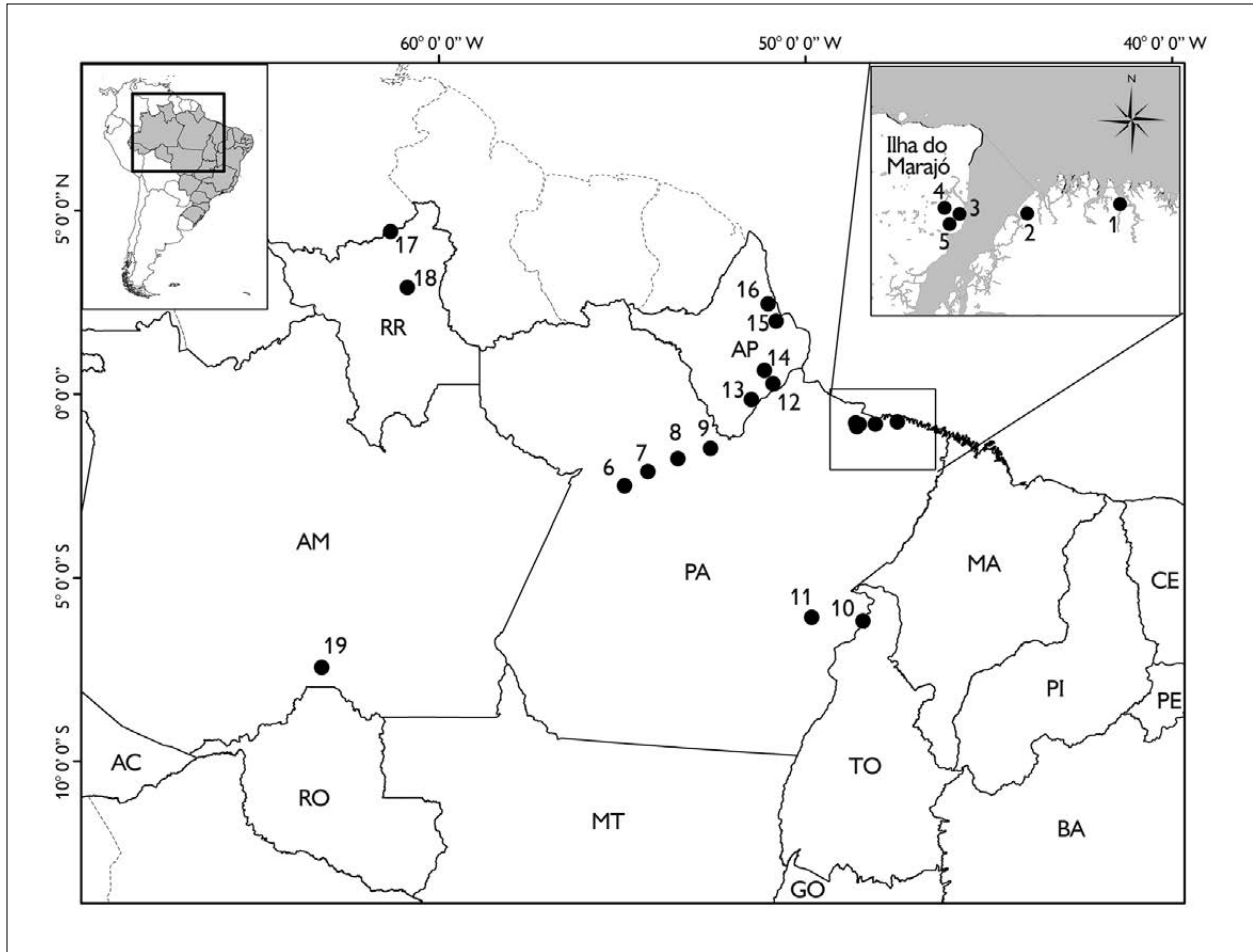 60° 0' 0'' W
50° 0' 0'' W
40° 0' 0'' W
N
Ilha do
Marajó
4
3
5
2
1
5° 0' 0'' N
17
18
16
15
RR
AP
14
0° 0' 0''
13
12
9
8
7
6
AM
PA
MA
CE
5° 0' 0'' S
11
10
19
PI
PE
10° 0' 0'' S
AC
TO
RO
MT
BA
GO